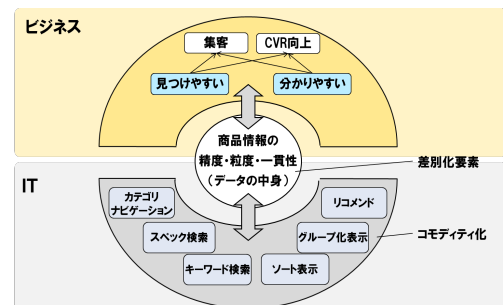 ビジネス
集客
CVR向上
見つけやすい
分かりやすい
商品情報の
精度・粒度・一貫性
(データの中身)
差別化要素
IT
カテゴリ
ナビゲーション
リコメンド
スペック検索
グループ化表示
コモディティ化
キーワード検索
ソート表示